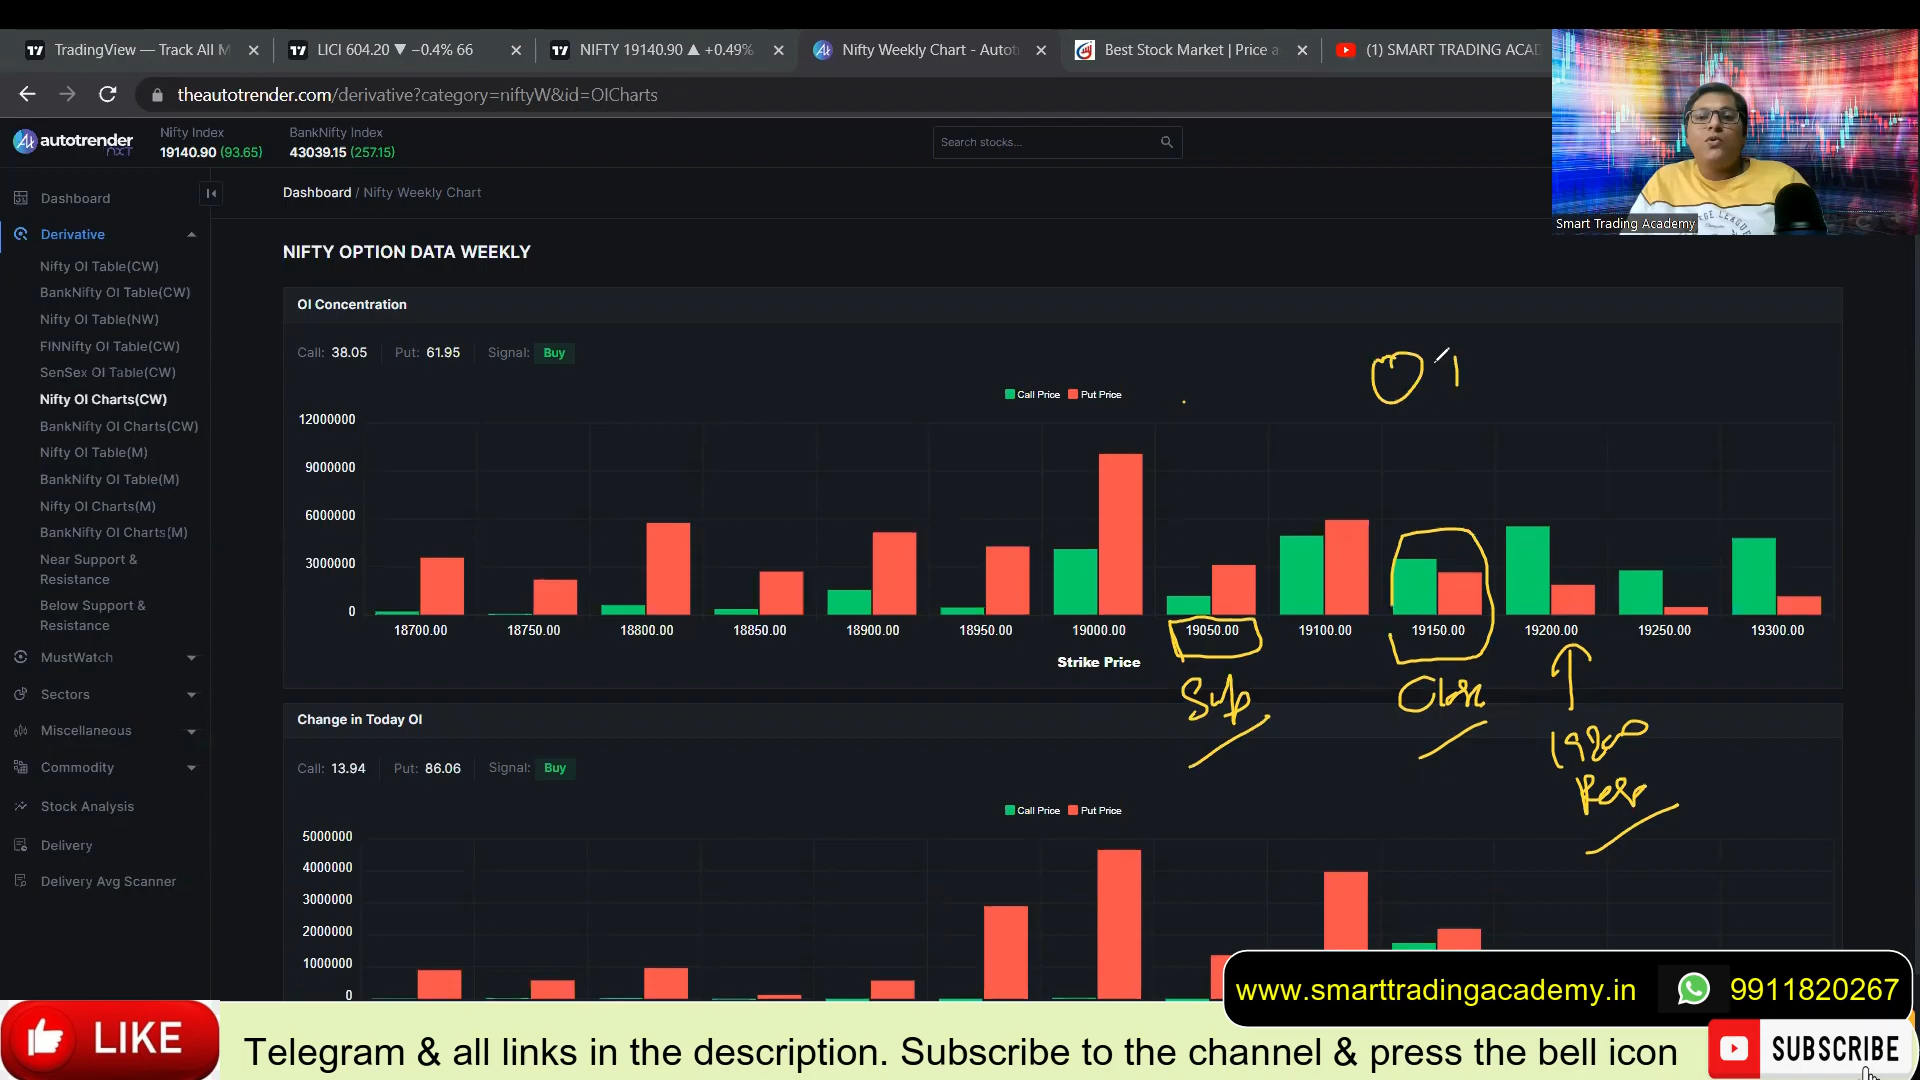 TradingView — Track All M
LICI 604.20 ▼ −0.4% 66
NIFTY 19140.90 ▲ +0.49%
Nifty Weekly Chart - Autot
Best Stock Market | Price a
(1) SMART TRADING ACAD
theautotrender.com/derivative?category=niftyW&id=OICharts
autotrender nxt
Nifty Index
19140.90 (93.65)
BankNifty Index
43039.15 (257.15)
Search stocks...
Smart Trading Academy
Dashboard
Derivative
Nifty OI Table(CW)
BankNifty OI Table(CW)
Nifty OI Table(NW)
FINNifty OI Table(CW)
SenSex OI Table(CW)
Nifty OI Charts(CW)
BankNifty OI Charts(CW)
Nifty OI Table(M)
BankNifty OI Table(M)
Nifty OI Charts(M)
BankNifty OI Charts(M)
Near Support &
Resistance
Below Support &
Resistance
MustWatch
Sectors
Miscellaneous
Commodity
Stock Analysis
Delivery
Delivery Avg Scanner
Dashboard / Nifty Weekly Chart
NIFTY OPTION DATA WEEKLY
OI Concentration
Call: 38.05 Put: 61.95 Signal: Buy
OI
Call Price Put Price
12000000
9000000
6000000
3000000
0
18700.00 18750.00 18800.00 18850.00 18900.00 18950.00 19000.00 19050.00 19100.00 19150.00 19200.00 19250.00 19300.00
Strike Price
Sup
Close
19200
Change in Today OI
Call: 13.94 Put: 86.06 Signal: Buy
Call Price Put Price
5000000
4000000
3000000
2000000
1000000
0
www.smarttradingacademy.in 9911820267
LIKE
Telegram & all links in the description. Subscribe to the channel & press the bell icon
SUBSCRIBE